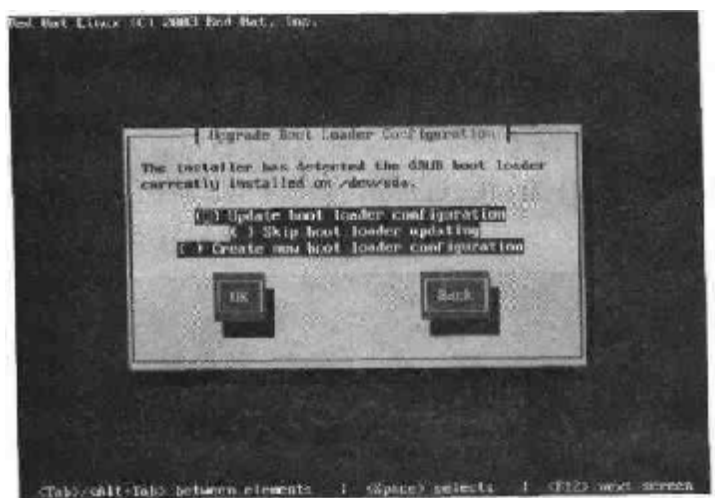 Red Hat Linux (C) 2003 Red Hat, Inc.
Upgrade Boot Loader Configuration
The installer has detected the GRUB boot loader
currently installed on /dev/sda.
( ) Update boot loader configuration
( ) Skip boot loader updating
( ) Create new boot loader configuration
OK
Back
<Tab>/<Alt-Tab> between elements | <Space> selects | <F12> next screen